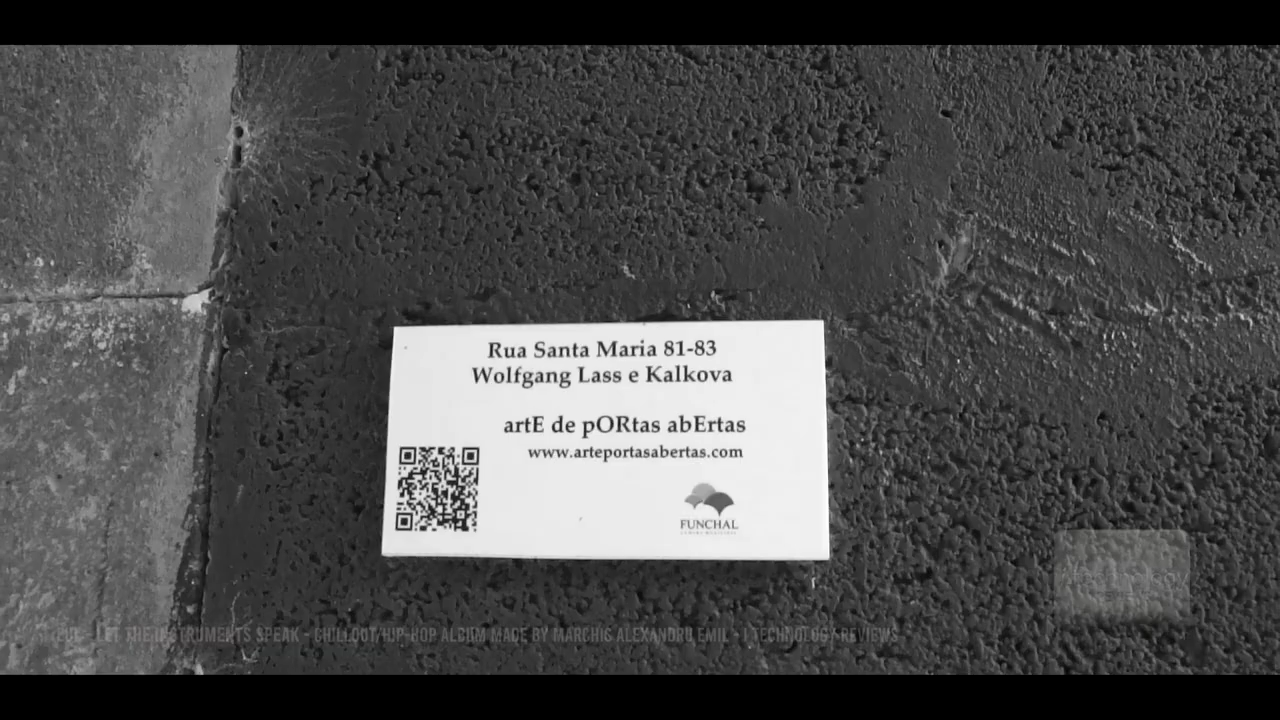 Rua Santa Maria 81-83
Wolfgang Lass e Kalkova
artE de pORtas abErtas
www.arteportasabertas.com
FUNCHAL
LET THE INSTRUMENTS SPEAK - CHILLOUT/HIP-HOP ALBUM MADE BY MARCHIS ALEXANDRU EMIL - I TECHNOLOGY REVIEWS